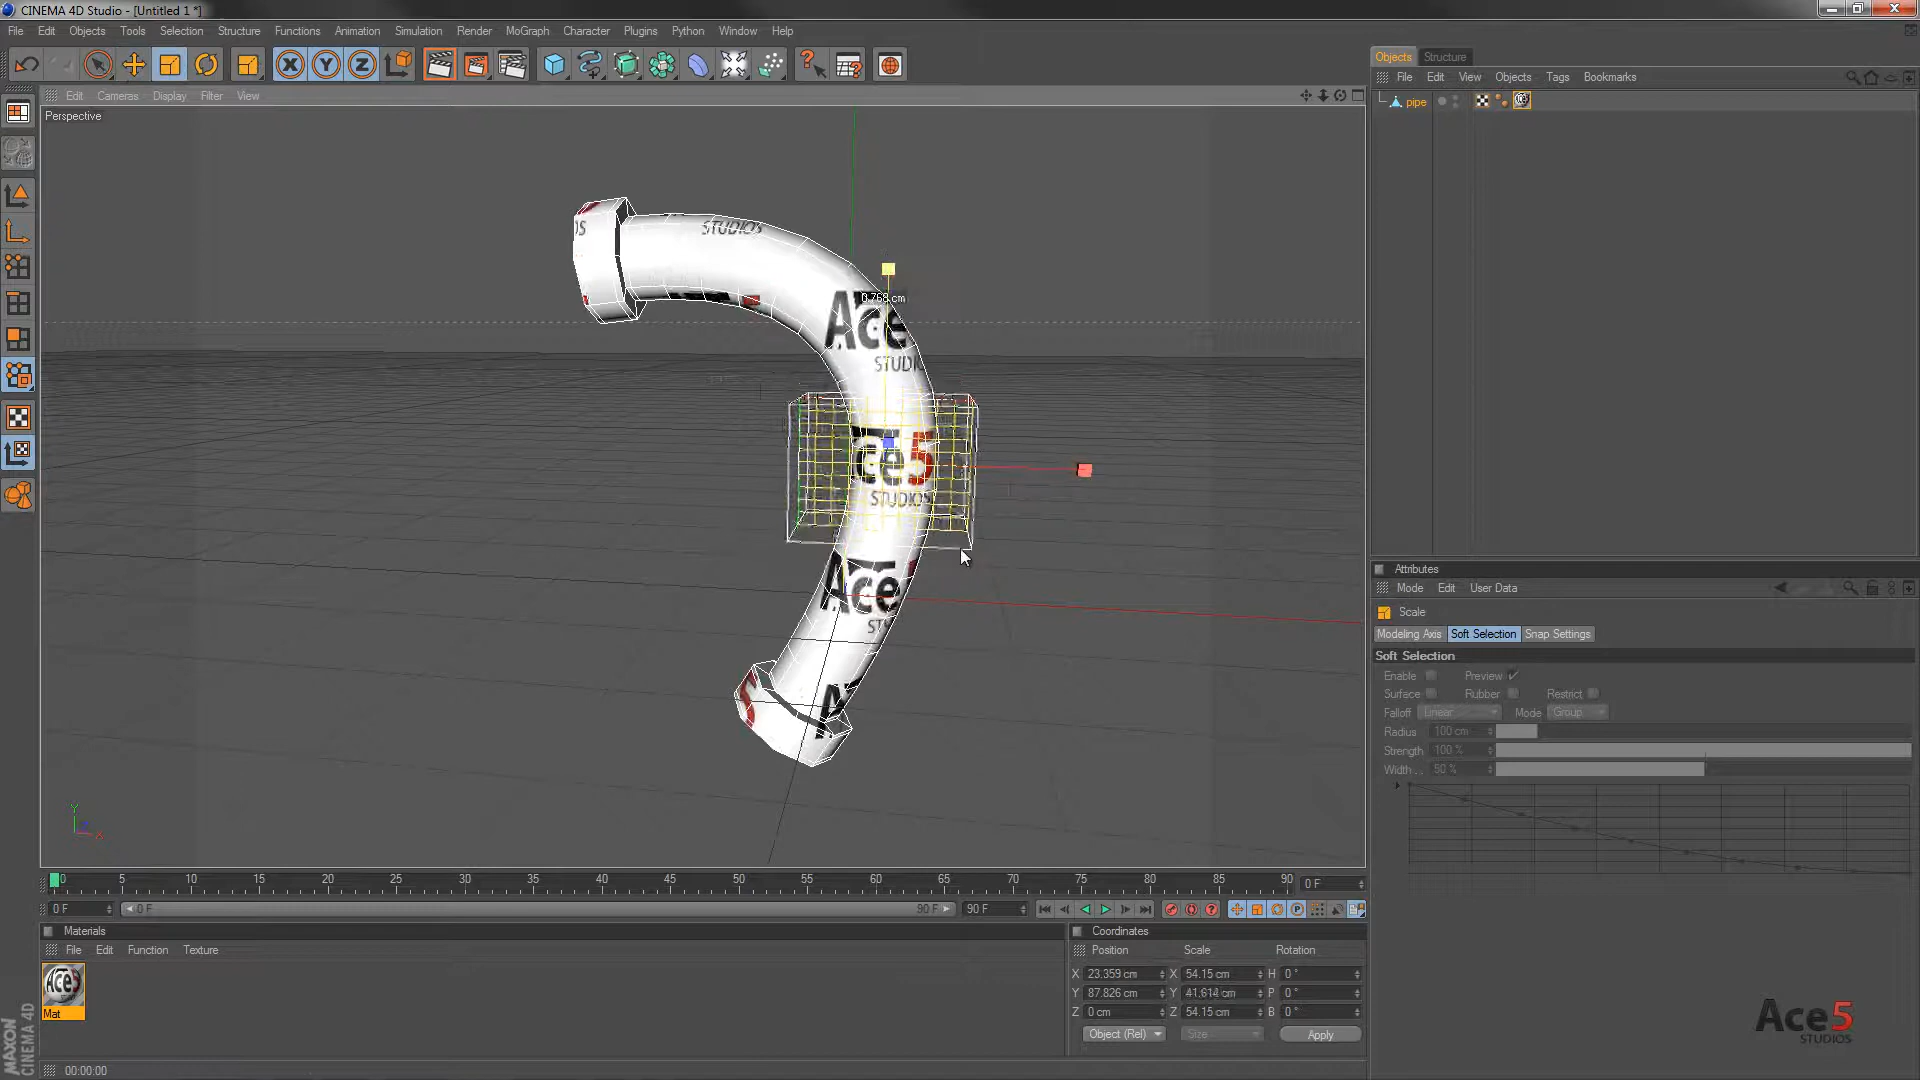 CINEMA 4D Studio - [Untitled 1 *]
File Edit Objects Tools Selection Structure Functions Animation Simulation Render MoGraph Character Plugins Python Window Help
Objects Structure
File Edit View Objects Tags Bookmarks
pipe
Edit Cameras Display Filter View
Perspective
STUDIOS
0.768 cm
Ace
STUDI
ce5
STUDIOS
Ace
ST
A
Y
X
Attributes
Mode Edit User Data
Scale
Modeling Axis Soft Selection Snap Settings
Soft Selection
Enable Preview
Surface Rubber Restrict
Falloff Linear Mode Group
Radius 100 cm
Strength 100 %
Width . . 50 %
0 5 10 15 20 25 30 35 40 45 50 55 60 65 70 75 80 85 90 0 F
0 F 0 F 90 F 90 F
Materials
File Edit Function Texture
Mat
Coordinates
Position Scale Rotation
X 23.359 cm X 54.15 cm H 0 °
Y 87.826 cm Y 41.614 cm P 0 °
Z 0 cm Z 54.15 cm B 0 °
Object (Rel) Size Apply
MAXON
CINEMA 4D
00:00:00
Ace5
STUDIOS